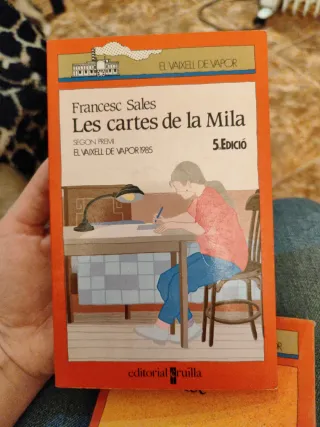 EL VAIXELL DE VAPOR
Francesc Sales
Les cartes de la Mila
SEGON PREMI
EL VAIXELL DE VAPOR 1985
5.EDICIÓ
editorial cruïlla